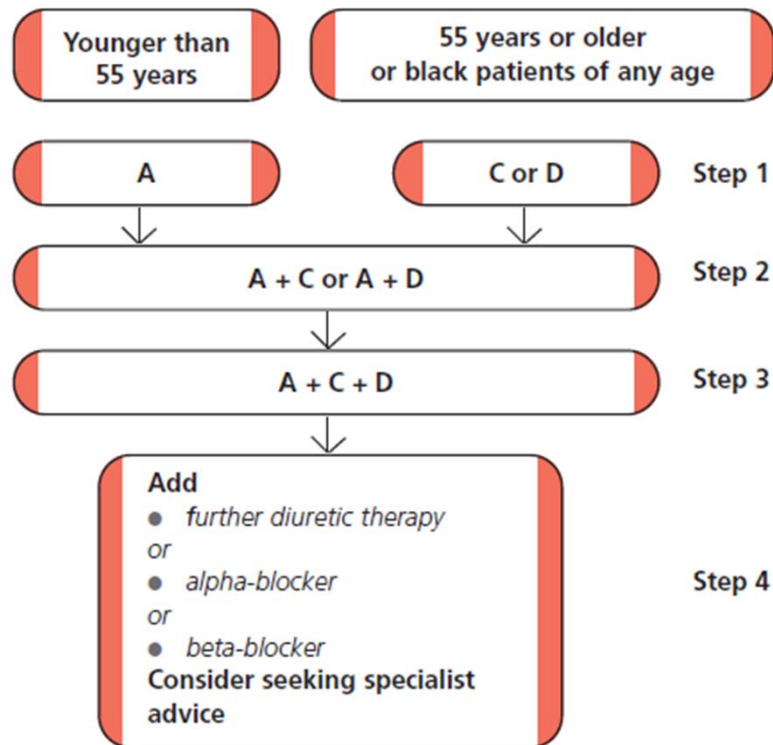 Younger than
55 years
55 years or older
or black patients of any age
A
C or D
Step 1
A + C or A + D
Step 2
A + C + D
Step 3
Add
● further diuretic therapy
or
● alpha-blocker
or
● beta-blocker
Consider seeking specialist
advice
Step 4